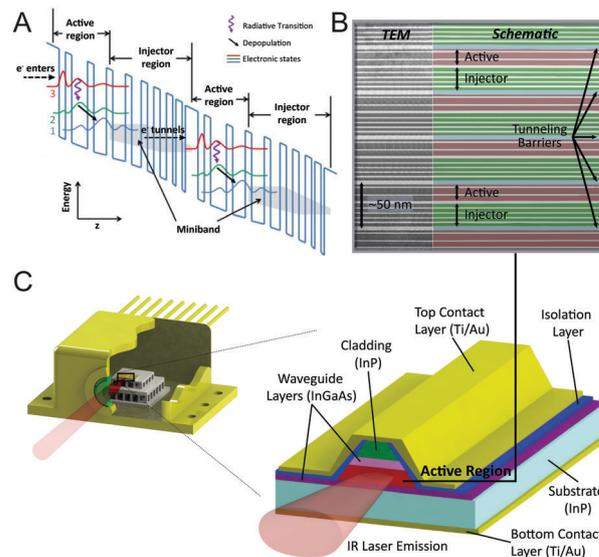 A
Active
region
Injector
region
Radiative Transition
Depopulation
Electronic states
e⁻ enters
3
2
1
Active
region
Injector
region
e⁻ tunnels
Energy
z
Miniband
B
TEM
Schematic
Active
Injector
Tunneling
Barriers
~50 nm
Active
Injector
C
Top Contact
Layer (Ti/Au)
Isolation
Layer
Cladding
(InP)
Waveguide
Layers (InGaAs)
Active Region
Substrate
(InP)
IR Laser Emission
Bottom Contact
Layer (Ti/Au)